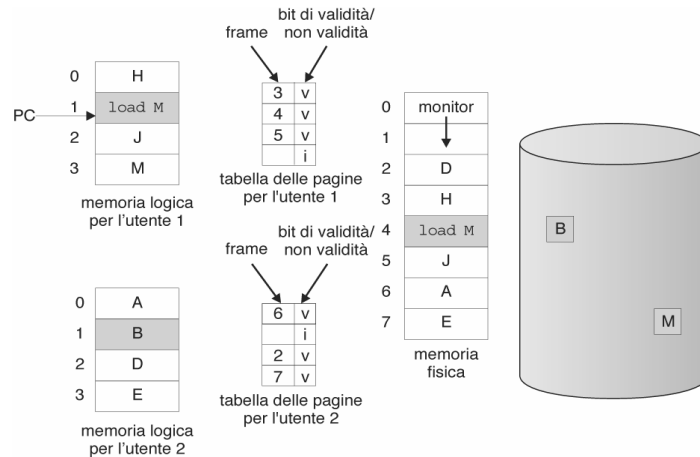 bit di validità/
frame
non validità
0 H
1 load M
PC
2 J
3 M
memoria logica
per l'utente 1
3 v
4 v
5 v
i
tabella delle pagine
per l'utente 1
bit di validità/
frame
non validità
0 A
1 B
2 D
3 E
memoria logica
per l'utente 2
6 v
i
2 v
7 v
tabella delle pagine
per l'utente 2
0 monitor
1
2 D
3 H
4 load M
5 J
6 A
7 E
memoria
fisica
B
M